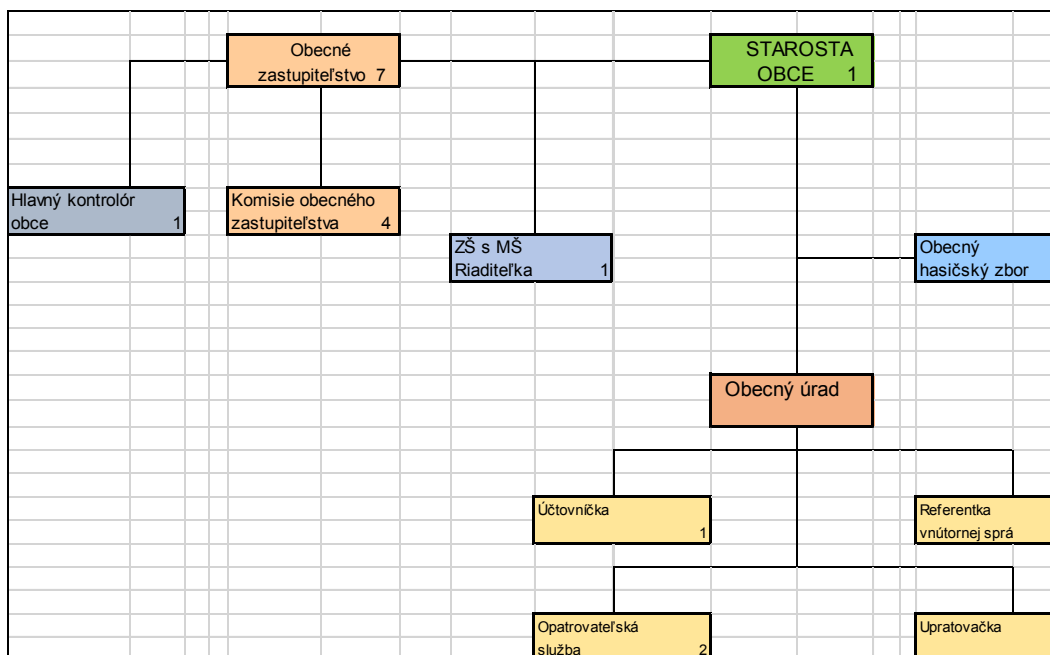 Obecné
zastupiteľstvo 7
STAROSTA
OBCE 1
Hlavný kontrolór
obce 1
Komisie obecného
zastupiteľstva 4
ZŠ s MŠ
Riaditeľka 1
Obecný
hasičský zbor
Obecný úrad
Účtovníčka
1
Referentka
vnútornej sprá
Opatrovateľská
služba 2
Upratovačka